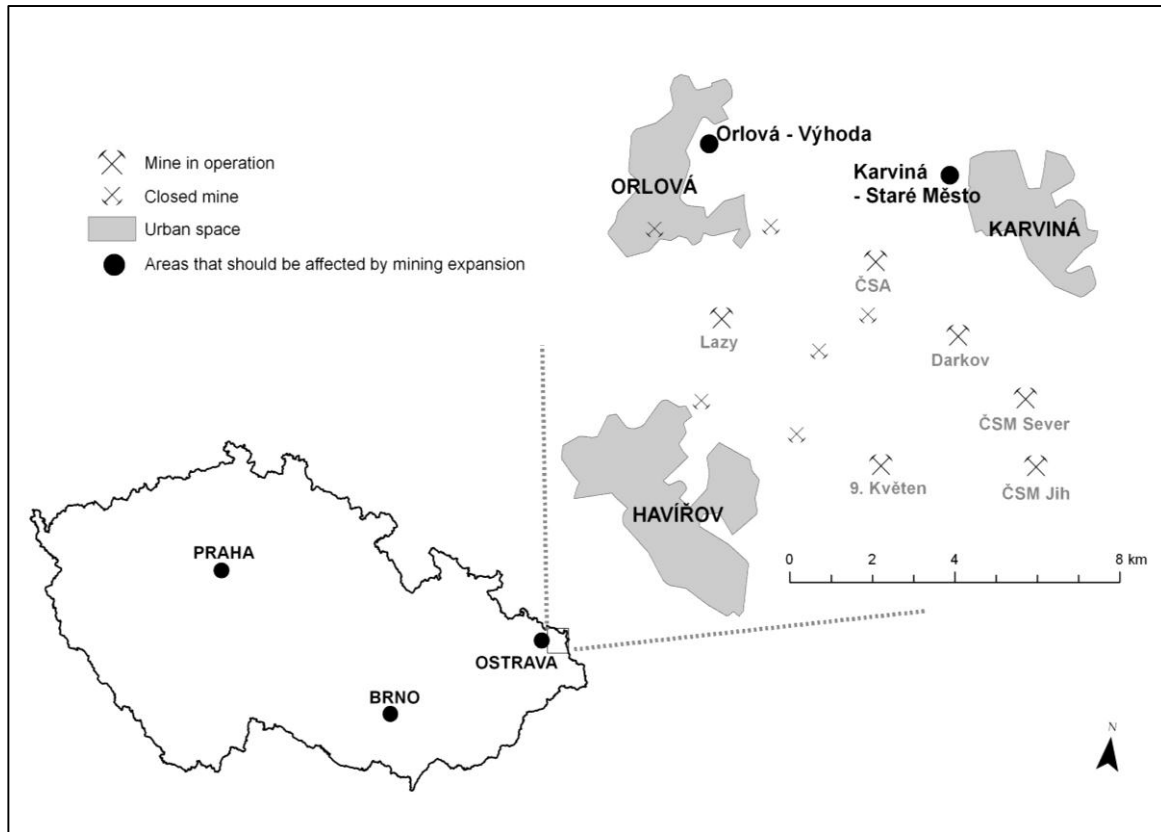 Mine in operation
Closed mine
Urban space
Areas that should be affected by mining expansion
Orlová - Výhoda
ORLOVÁ
Karviná
- Staré Město
KARVINÁ
ČSA
Lazy
Darkov
ČSM Sever
9. Květen
ČSM Jih
HAVÍŘOV
0 2 4 8 km
PRAHA
OSTRAVA
BRNO
N